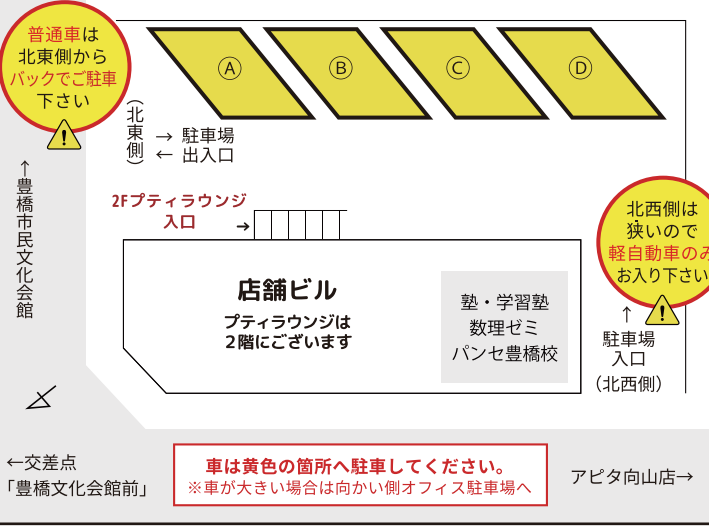 普通車は
北東側から
バックでご駐車
下さい
Ⓐ
Ⓑ
Ⓒ
Ⓓ
（北東側）
→ 駐車場
← 出入口
↑豊橋市民文化会館
2Fプティラウンジ
入口
→
北西側は
狭いので
軽自動車のみ
お入り下さい
店舗ビル
プティラウンジは
2階にございます
塾・学習塾
数理ゼミ
パンセ豊橋校
↑
駐車場
入口
（北西側）
←交差点
「豊橋文化会館前」
車は黄色の箇所へ駐車してください。
※車が大きい場合は向かい側オフィス駐車場へ
アピタ向山店→